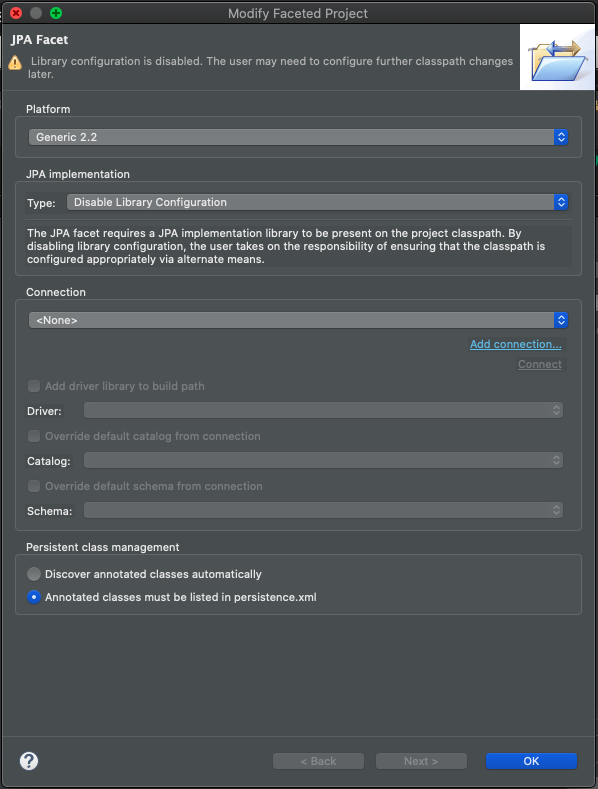 Modify Faceted Project
JPA Facet
Library configuration is disabled. The user may need to configure further classpath changes
later.
Platform
Generic 2.2
JPA implementation
Type:
Disable Library Configuration
The JPA facet requires a JPA implementation library to be present on the project classpath. By
disabling library configuration, the user takes on the responsibility of ensuring that the classpath is
configured appropriately via alternate means.
Connection
<None>
Add connection...
Connect
Add driver library to build path
Driver:
Override default catalog from connection
Catalog:
Override default schema from connection
Schema:
Persistent class management
Discover annotated classes automatically
Annotated classes must be listed in persistence.xml
?
< Back
Next >
OK